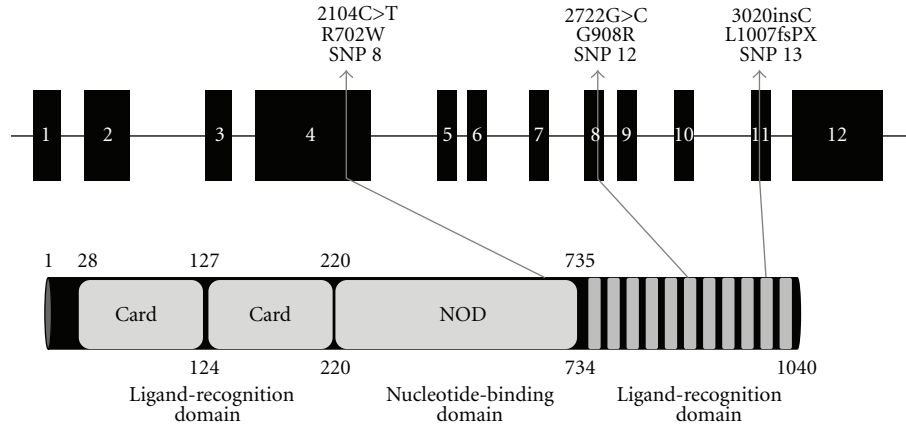 2104C>T
R702W
SNP 8
2722G>C
G908R
SNP 12
3020insC
L1007fsPX
SNP 13
1 2 3 4 5 6 7 8 9 10 11 12
1 28 127 220 735
Card Card NOD
124 220 734 1040
Ligand-recognition
domain
Nucleotide-binding
domain
Ligand-recognition
domain